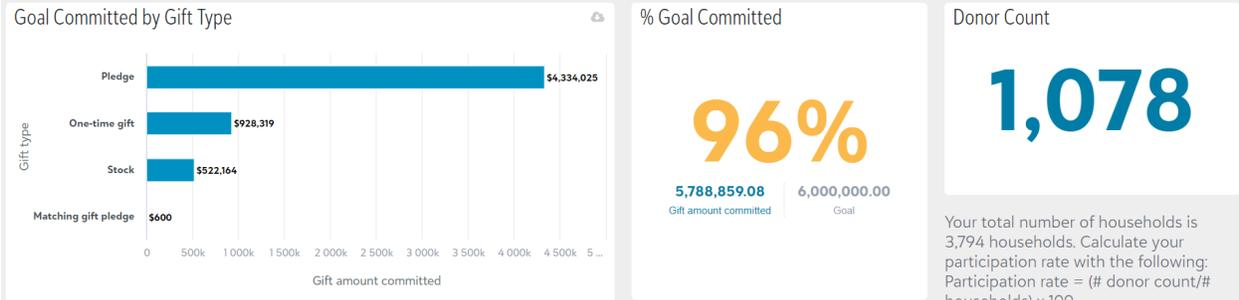 Goal Committed by Gift Type
Gift type
Pledge
$4,334,025
One-time gift
$928,319
Stock
$522,164
Matching gift pledge
$600
0 500k 1 000k 1 500k 2 000k 2 500k 3 000k 3 500k 4 000k 4 500k 5 ...
Gift amount committed
% Goal Committed
96%
5,788,859.08
Gift amount committed
6,000,000.00
Goal
Donor Count
1,078
Your total number of households is
3,794 households. Calculate your
participation rate with the following:
Participation rate = (# donor count/#
households) x 100